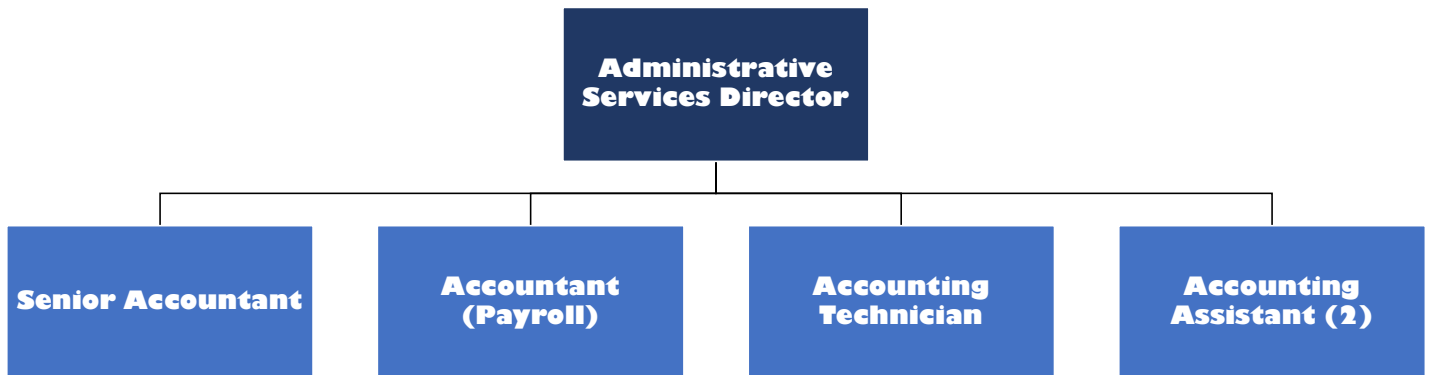 Administrative
Services Director
Senior Accountant
Accountant
(Payroll)
Accounting
Technician
Accounting
Assistant (2)